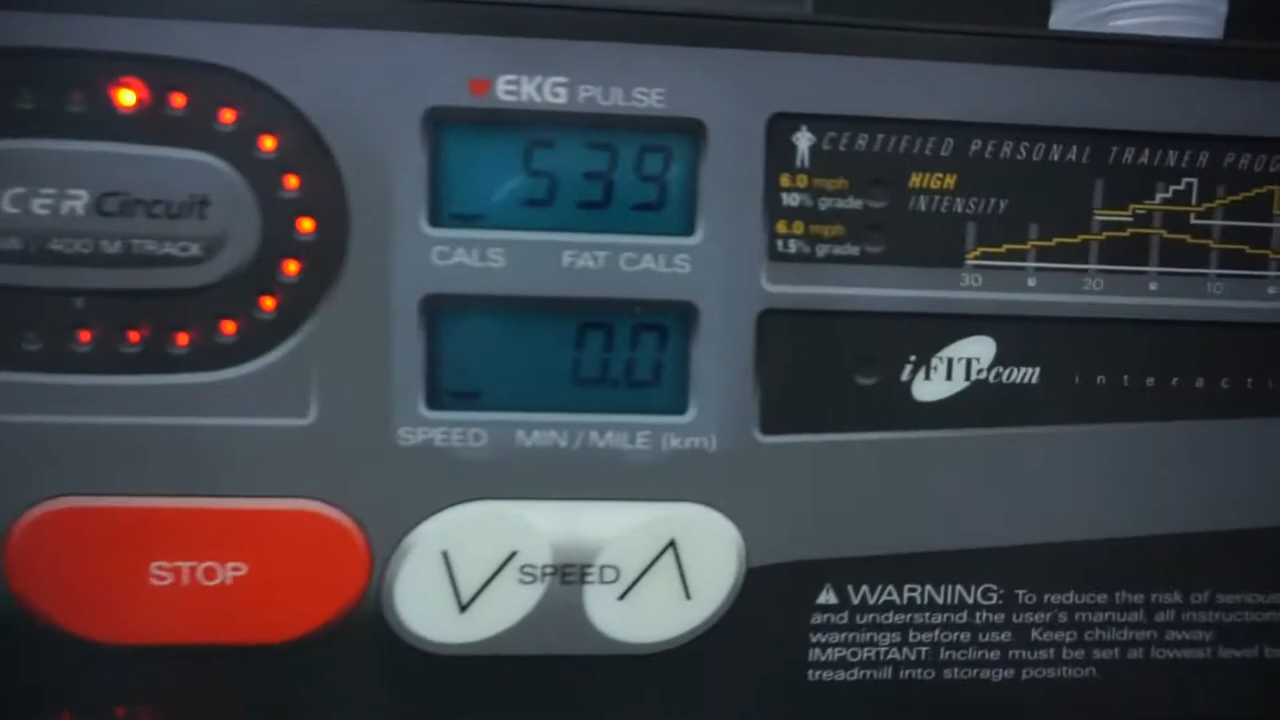 EKG PULSE
539
CALS FAT CALS
0.0
SPEED MIN / MILE (km)
CER Circuit
400 M TRACK
STOP
SPEED
CERTIFIED PERSONAL TRAINER PROG
6.0 mph
10% grade
HIGH
INTENSITY
6.0 mph
1.5% grade
30 20 10
iFIT.com interacti
WARNING: To reduce the risk of serious
and understand the user's manual, all instruction
warnings before use. Keep children away.
IMPORTANT: Incline must be set at lowest level be
treadmill into storage position.